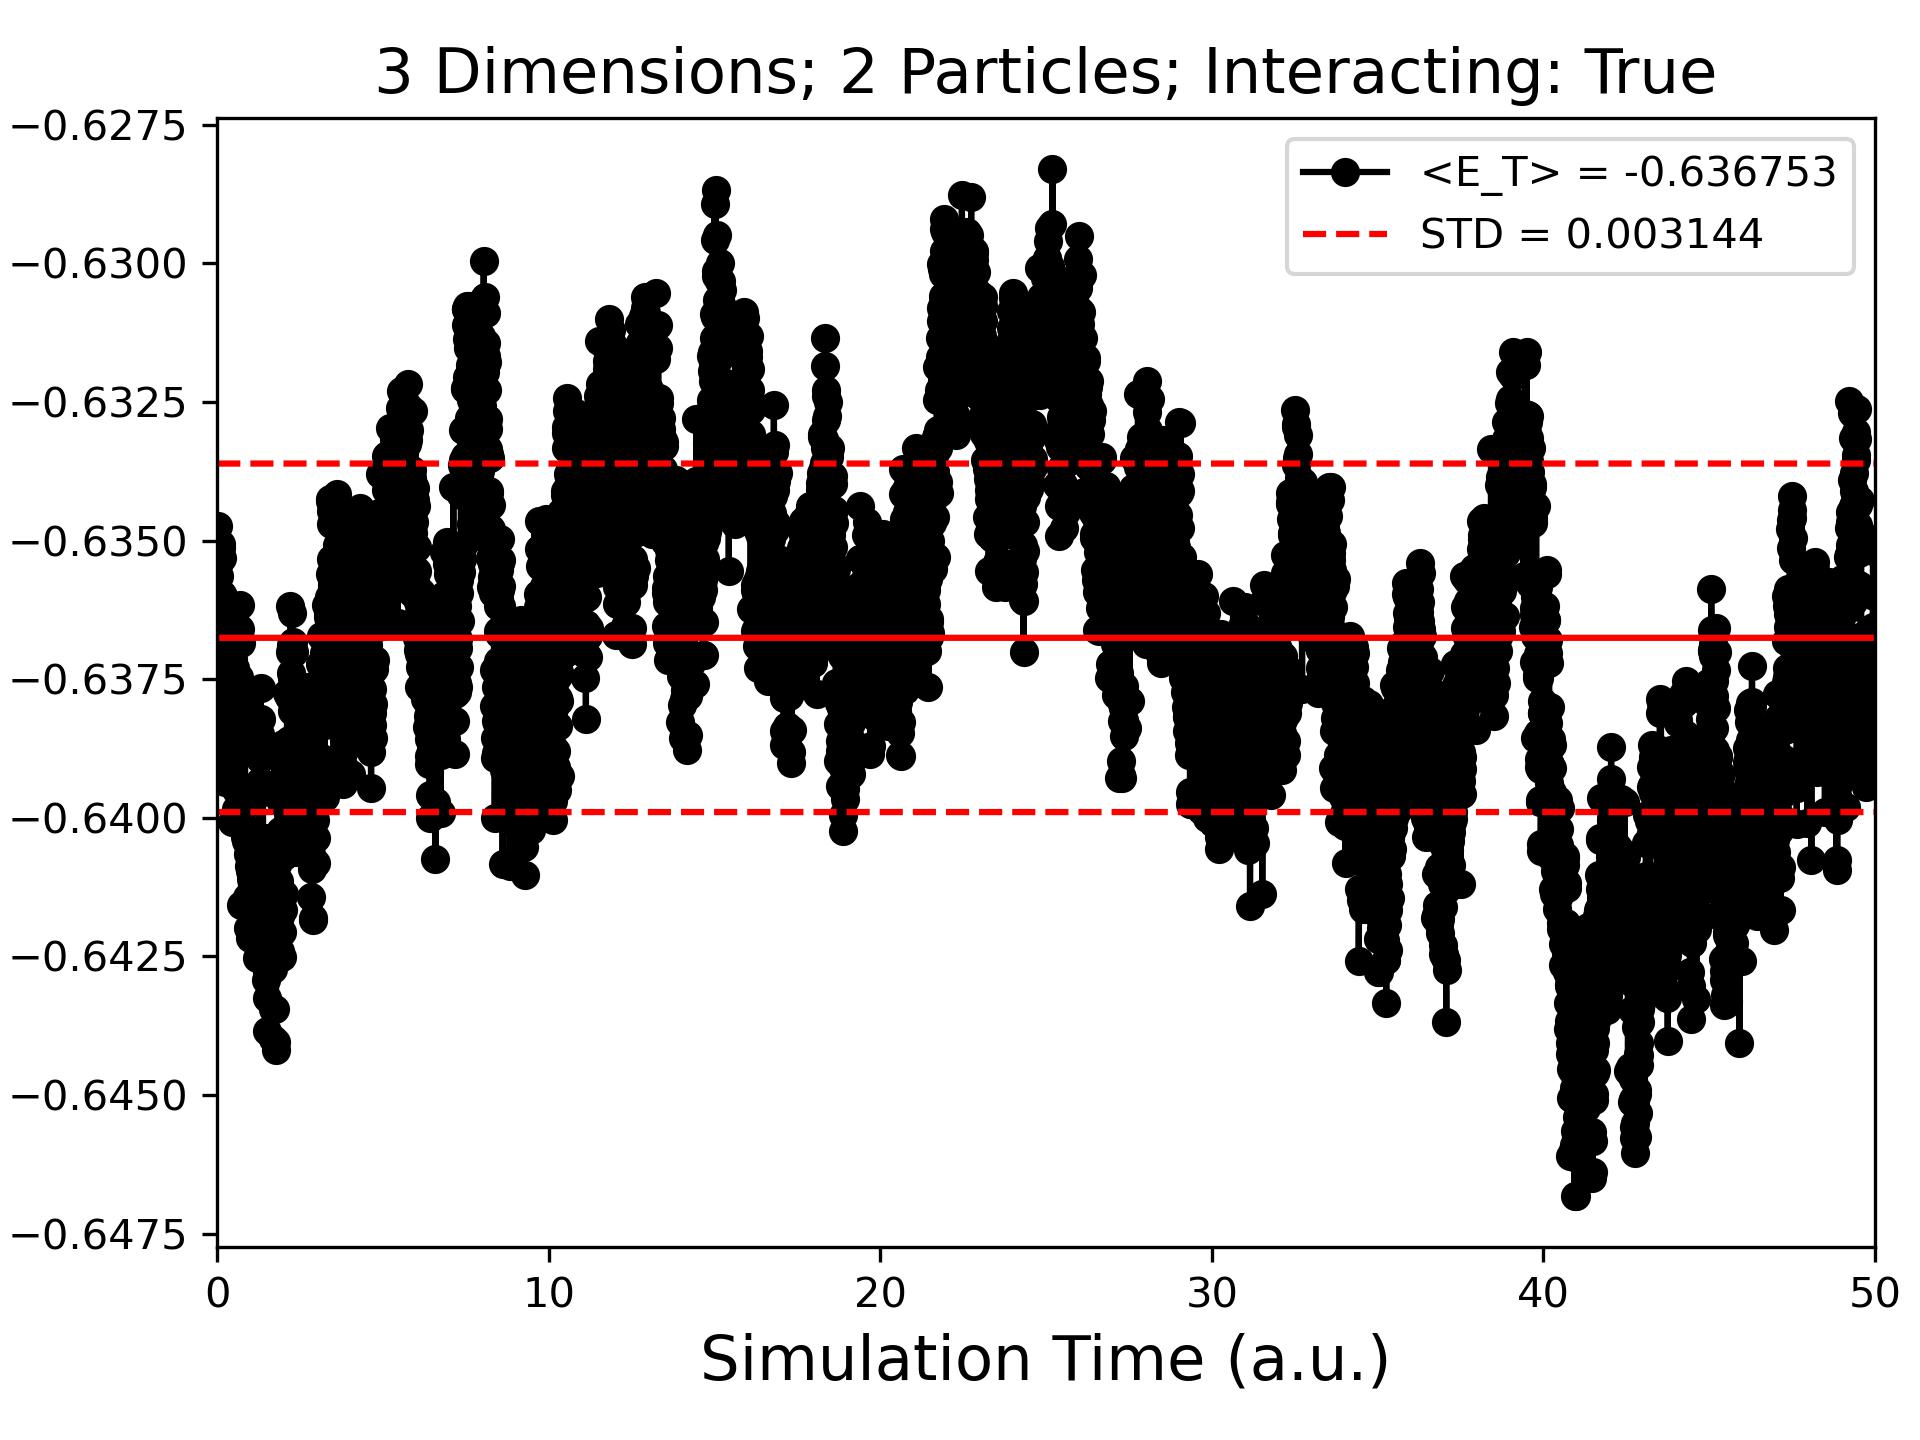 3 Dimensions; 2 Particles; Interacting: True
−0.6275
−0.6300
−0.6325
−0.6350
−0.6375
−0.6400
−0.6425
−0.6450
−0.6475
<E_T> = -0.636753
STD = 0.003144
0 10 20 30 40 50
Simulation Time (a.u.)